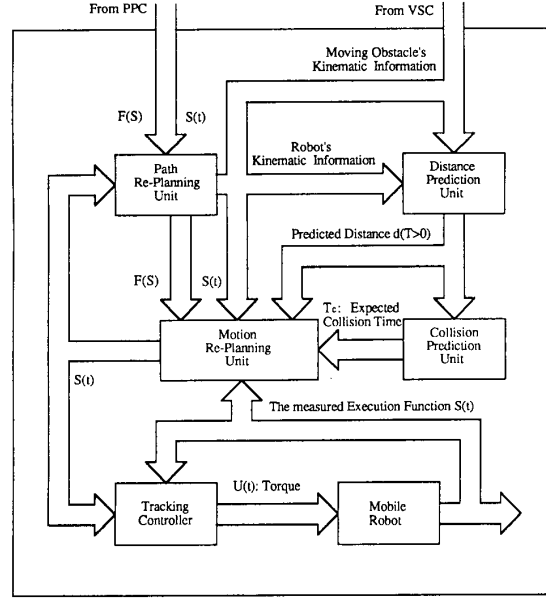 From PPC
From VSC
Moving Obstacle's
Kinematic Information
F(S)
S(t)
Robot's
Kinematic Information
Path
Re-Planning
Unit
Distance
Prediction
Unit
Predicted Distance d(T>0)
F(S)
S(t)
Tc: Expected
Collision Time
Motion
Re-Planning
Unit
Collision
Prediction
Unit
S(t)
The measured Execution Function S(t)
U(t): Torque
Tracking
Controller
Mobile
Robot